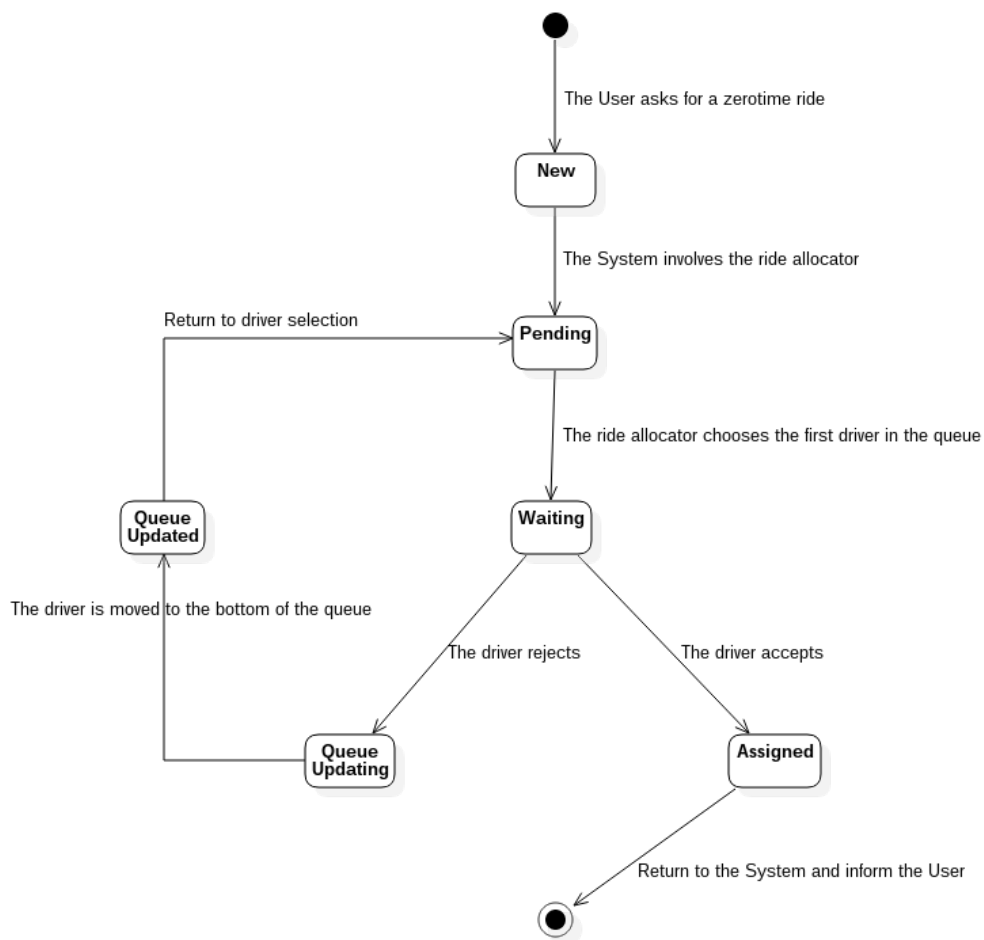 The User asks for a zerotime ride
New
The System involves the ride allocator
Return to driver selection
Pending
The ride allocator chooses the first driver in the queue
Queue
Updated
Waiting
The driver is moved to the bottom of the queue
The driver rejects
The driver accepts
Queue
Updating
Assigned
Return to the System and inform the User